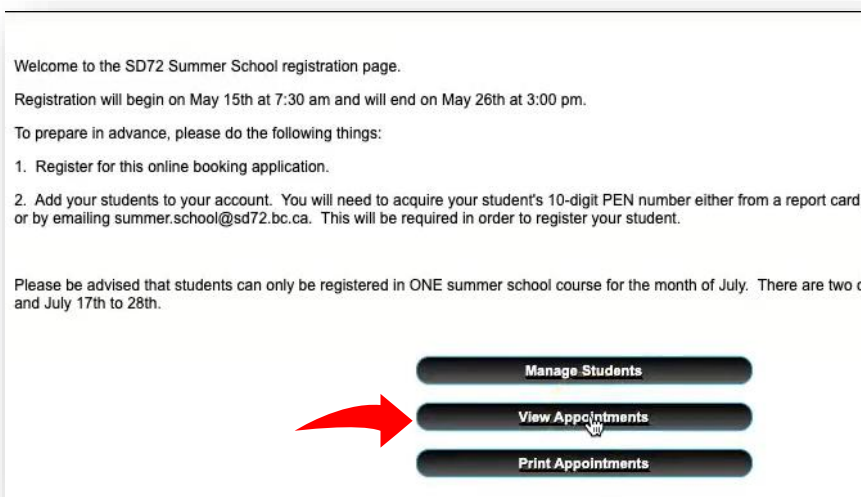 Welcome to the SD72 Summer School registration page.
Registration will begin on May 15th at 7:30 am and will end on May 26th at 3:00 pm.
To prepare in advance, please do the following things:
1.  Register for this online booking application.
2.  Add your students to your account.  You will need to acquire your student's 10-digit PEN number either from a report card
or by emailing summer.school@sd72.bc.ca.  This will be required in order to register your student.
Please be advised that students can only be registered in ONE summer school course for the month of July.  There are two
and July 17th to 28th.
Manage Students
View Appointments
Print Appointments